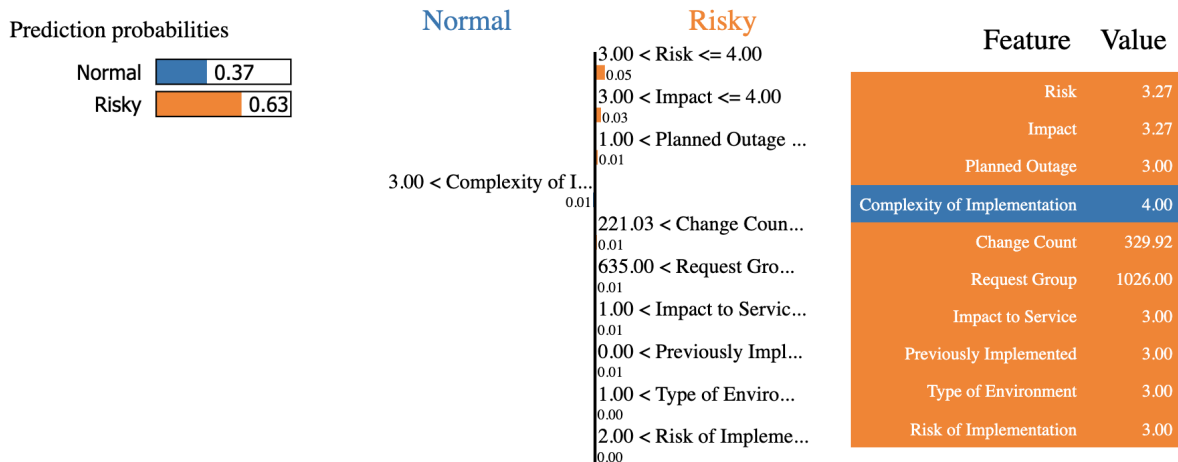 Prediction probabilities
Normal 0.37
Risky 0.63
Normal Risky
3.00 < Risk <= 4.00
0.05
3.00 < Impact <= 4.00
0.03
1.00 < Planned Outage ...
0.01
3.00 < Complexity of I...
0.01
221.03 < Change Coun...
0.01
635.00 < Request Gro...
0.01
1.00 < Impact to Servic...
0.01
0.00 < Previously Impl...
0.01
1.00 < Type of Enviro...
0.00
2.00 < Risk of Impleme...
0.00
Feature Value
Risk 3.27
Impact 3.27
Planned Outage 3.00
Complexity of Implementation 4.00
Change Count 329.92
Request Group 1026.00
Impact to Service 3.00
Previously Implemented 3.00
Type of Environment 3.00
Risk of Implementation 3.00